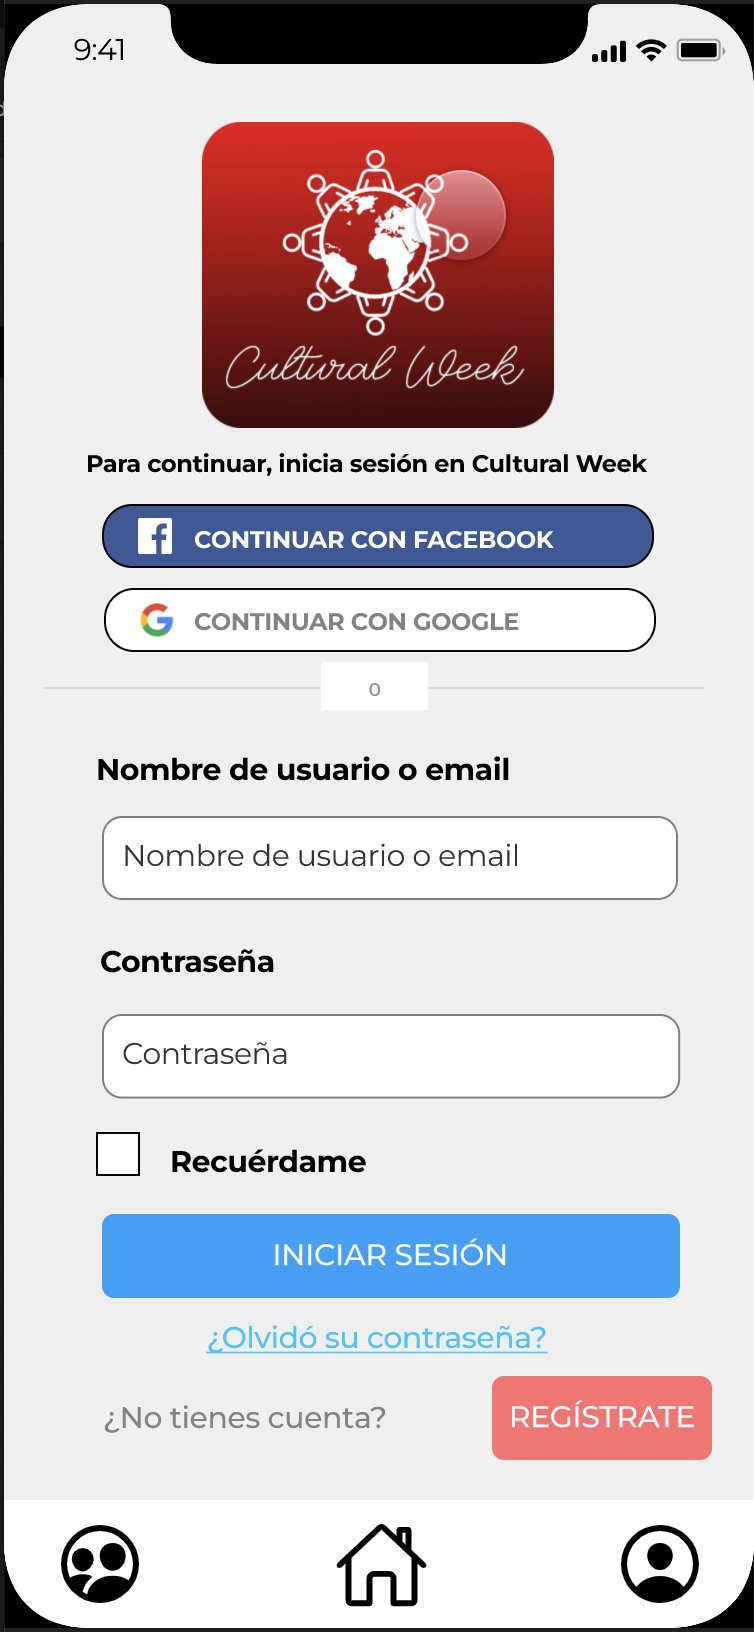 9:41
Cultural Week
Para continuar, inicia sesión en Cultural Week
CONTINUAR CON FACEBOOK
CONTINUAR CON GOOGLE
O
Nombre de usuario o email
Nombre de usuario o email
Contraseña
Contraseña
Recuérdame
INICIAR SESIÓN
¿Olvidó su contraseña?
¿No tienes cuenta?
REGÍSTRATE